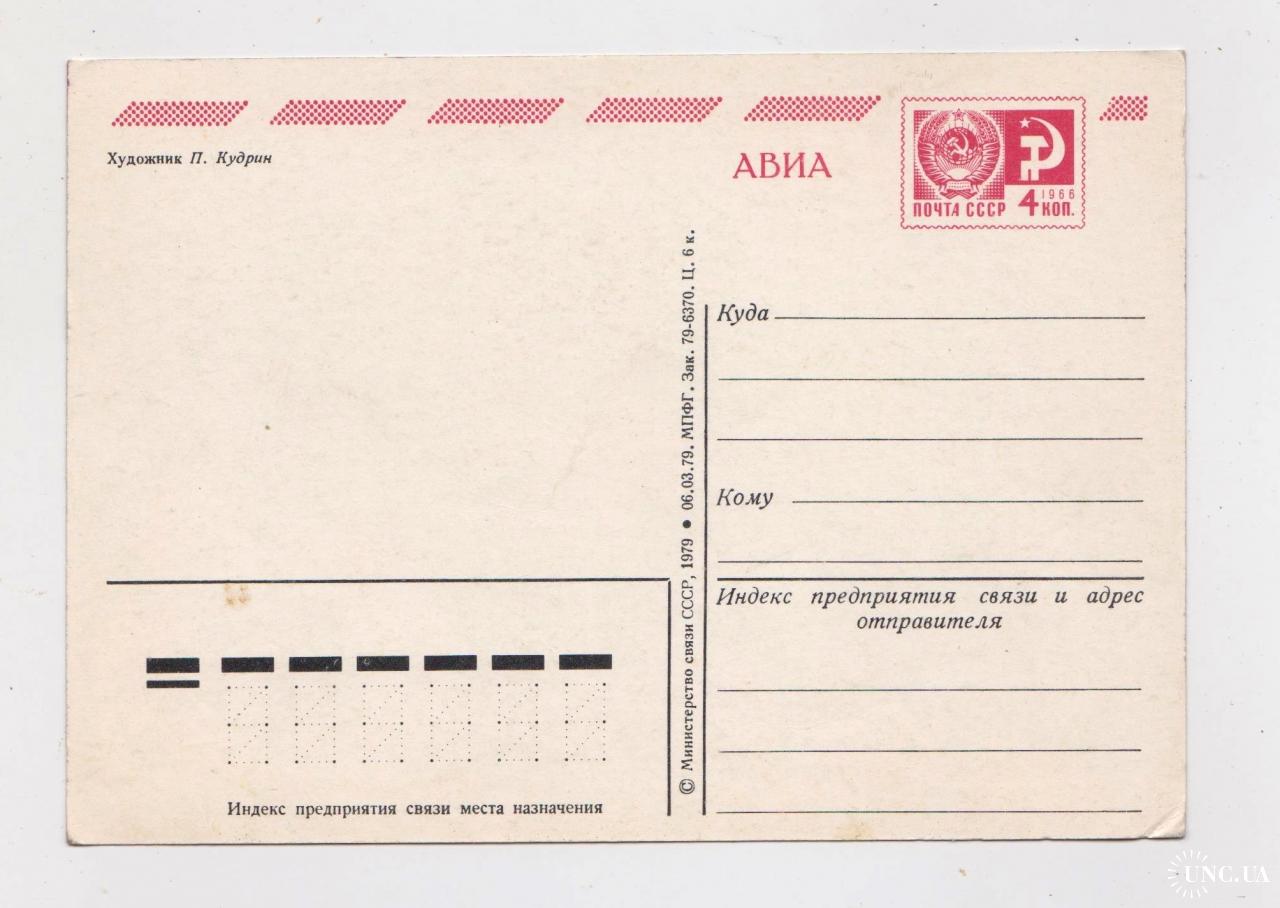 Художник П. Кудрин
АВИА
ПОЧТА СССР 4 1966 КОП.
Куда
Кому
Индекс предприятия связи и адрес
отправителя
© Министерство связи СССР, 1979 ● 06.03.79. МПФГ. Зак. 79-6370. Ц. 6 к.
Индекс предприятия связи места назначения
UNC.UA